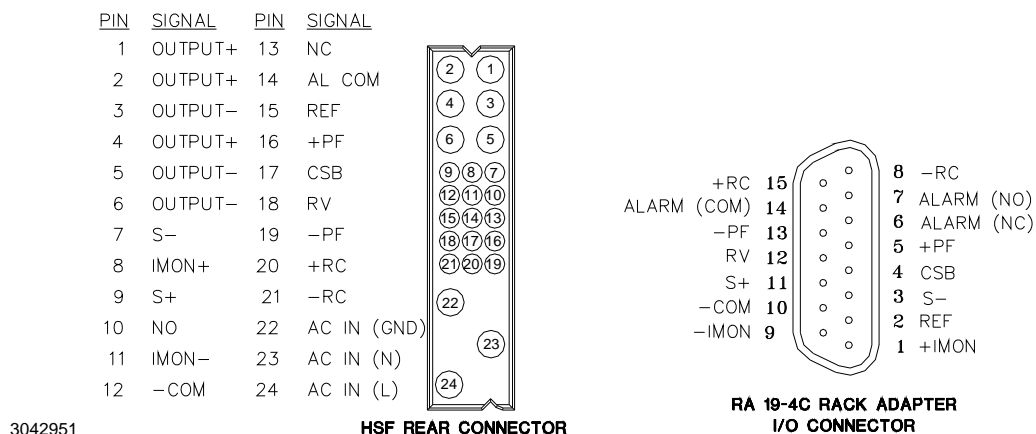 PIN SIGNAL PIN SIGNAL
1 OUTPUT+ 13 NC
2 OUTPUT+ 14 AL COM
3 OUTPUT− 15 REF
4 OUTPUT+ 16 +PF
5 OUTPUT− 17 CSB
6 OUTPUT− 18 RV
7 S− 19 −PF
8 IMON+ 20 +RC
9 S+ 21 −RC
10 NO 22 AC IN (GND)
11 IMON− 23 AC IN (N)
12 −COM 24 AC IN (L)
2 1
4 3
6 5
9 8 7
12 11 10
15 14 13
18 17 16
21 20 19
22
23
24
HSF REAR CONNECTOR
+RC 15
ALARM (COM) 14
−PF 13
RV 12
S+ 11
−COM 10
−IMON 9
8 −RC
7 ALARM (NO)
6 ALARM (NC)
5 +PF
4 CSB
3 S−
2 REF
1 +IMON
RA 19-4C RACK ADAPTER
I/O CONNECTOR
3042951